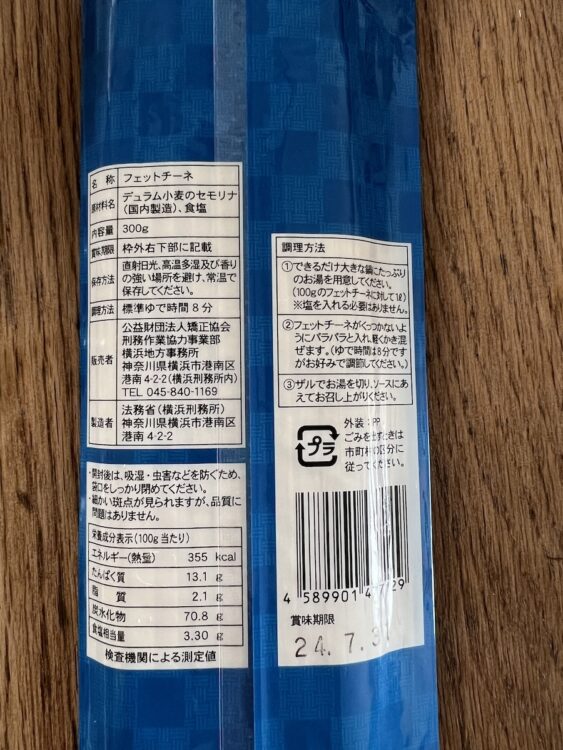 名称 フェットチーネ
原材料名 デュラム小麦のセモリナ
(国内製造)、食塩
内容量 300g
賞味期限 枠外右下部に記載
保存方法 直射日光、高温多湿及び香り
の強い場所を避け、常温で
保存してください。
調理方法 標準ゆで時間8分
販売者 公益財団法人矯正協会
刑務作業協力事業部
横浜地方事務所
神奈川県横浜市港南区
港南4-2-2(横浜刑務所内)
TEL 045-840-1169
製造者 法務省(横浜刑務所)
神奈川県横浜市港南区
港南4-2-2
・開封後は、吸湿・虫害などを防ぐため、
袋口をしっかり閉めてください。
・細かい斑点が見られますが、品質に
問題はありません。
栄養成分表示(100g当たり)
エネルギー(熱量) 355 kcal
たんぱく質 13.1 g
脂質 2.1 g
炭水化物 70.8 g
食塩相当量 3.30 g
検査機関による測定値
調理方法
①できるだけ大きな鍋にたっぷり
のお湯を用意してください。
(100gのフェットチーネに対して1ℓ)
※塩を入れる必要はありません。
②フェットチーネがくっつかないよ
うにバラバラと入れ、軽くかき混
ぜます。(ゆで時間は8分です
がお好みで調節してください。)
③ザルでお湯を切り、ソースにあ
えてお召し上がりください。
プラ
外装:PP
ごみを出すときは
市町村の区分に
従ってください。
4 589901 4
賞味期限
24.7.31